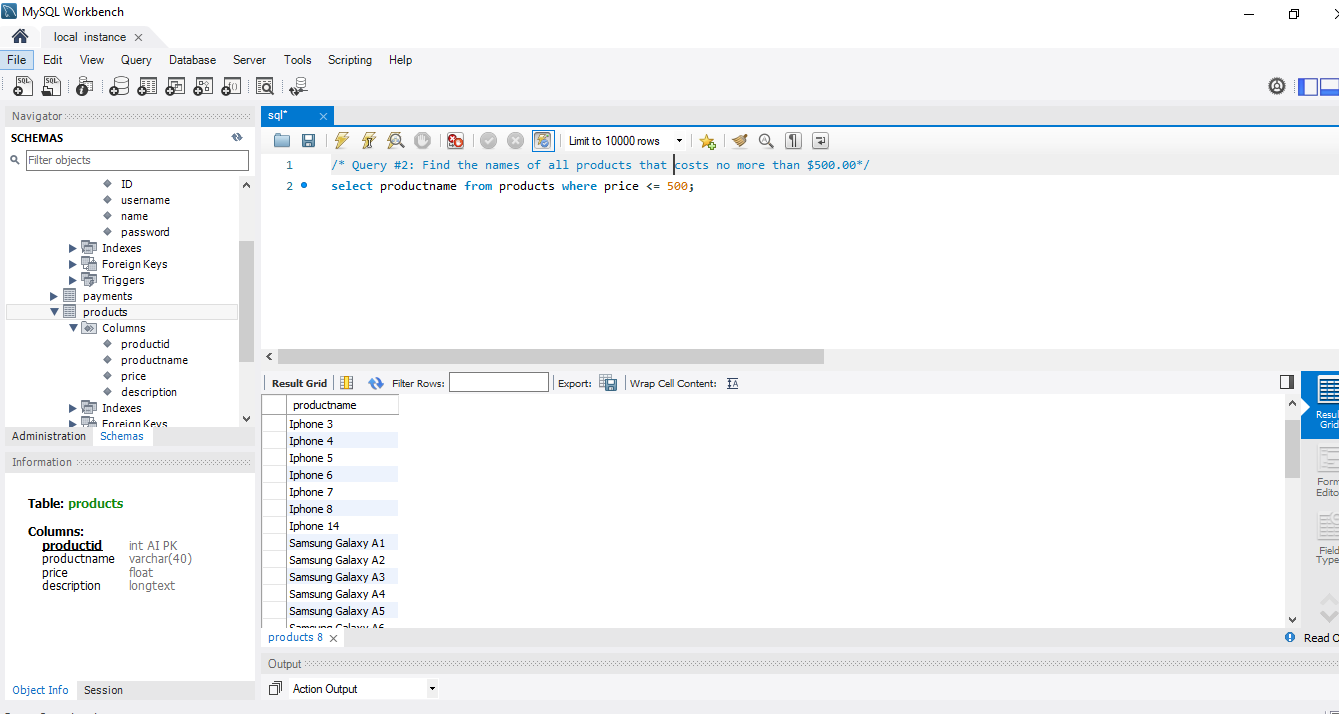 MySQL Workbench
local instance
File Edit View Query Database Server Tools Scripting Help
Navigator
SCHEMAS
Filter objects
ID
username
name
password
Indexes
Foreign Keys
Triggers
payments
products
Columns
productid
productname
price
description
Indexes
Foreign Keys
Administration Schemas
Information
Table: products
Columns:
productid int AI PK
productname varchar(40)
price float
description longtext
Object Info Session
sql*
Limit to 10000 rows
1 /* Query #2: Find the names of all products that costs no more than $500.00*/
2 select productname from products where price <= 500;
Result Grid Filter Rows: Export: Wrap Cell Content:
productname
Iphone 3
Iphone 4
Iphone 5
Iphone 6
Iphone 7
Iphone 8
Iphone 14
Samsung Galaxy A1
Samsung Galaxy A2
Samsung Galaxy A3
Samsung Galaxy A4
Samsung Galaxy A5
Samsung Galaxy A6
Resul
Grid
Form
Edito
Field
Type
products 8
Read O
Output
Action Output